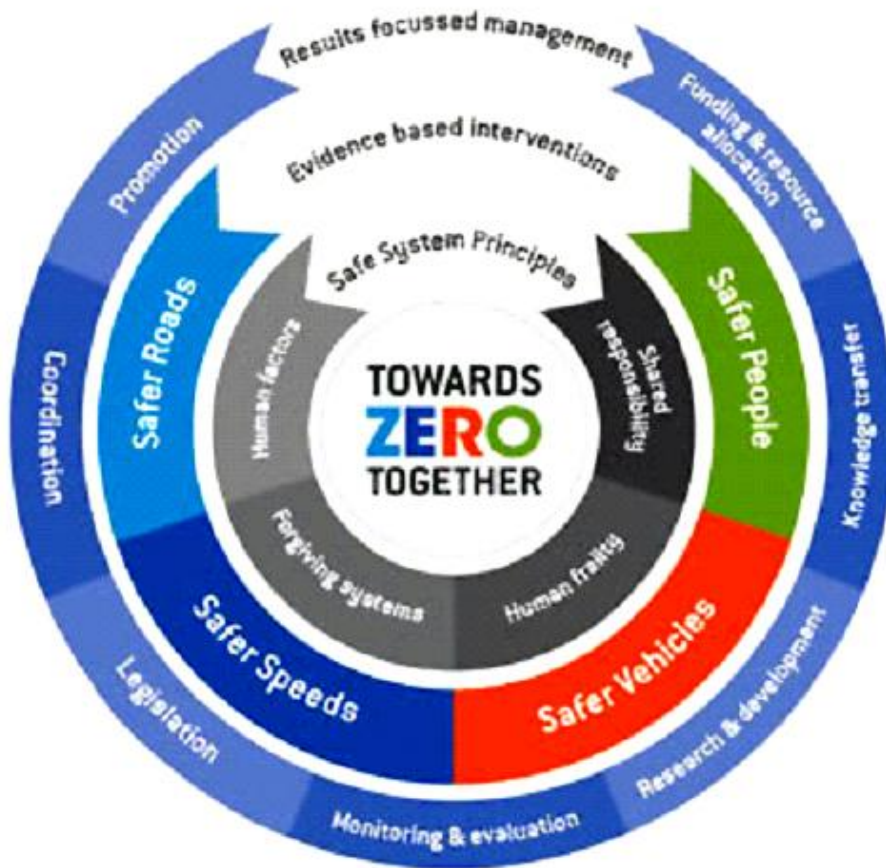 Results focussed management
Funding & resource
allocation
Knowledge transfer
Research & development
Monitoring & evaluation
Legislation
Coordination
Promotion
Evidence based interventions
Safer People
Safer Vehicles
Safer Speeds
Safer Roads
Safe System Principles
Shared
responsibility
Human frailty
Forgiving systems
Human factors
TOWARDS
ZERO
TOGETHER